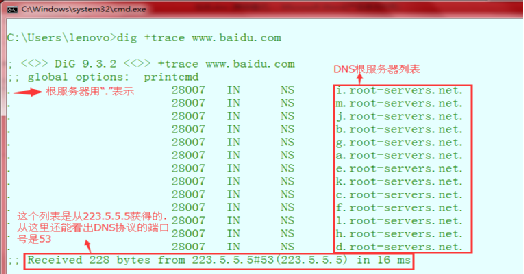 C:\Windows\system32\cmd.exe
C:\Users\lenovo>dig +trace www.baidu.com
; <<>> DiG 9.3.2 <<>> +trace www.baidu.com
;; global options:  printcmd
DNS根服务器列表
. 28007 IN NS i.root-servers.net.
根服务器用“.”表示
. 28007 IN NS m.root-servers.net.
. 28007 IN NS j.root-servers.net.
. 28007 IN NS b.root-servers.net.
. 28007 IN NS g.root-servers.net.
. 28007 IN NS a.root-servers.net.
. 28007 IN NS e.root-servers.net.
. 28007 IN NS k.root-servers.net.
. 28007 IN NS c.root-servers.net.
. 28007 IN NS f.root-servers.net.
. 28007 IN NS l.root-servers.net.
. 28007 IN NS h.root-servers.net.
. 28007 IN NS d.root-servers.net.
这个列表是从223.5.5.5获得的,
从这里还能看出DNS协议的端口
号是53
;; Received 228 bytes from 223.5.5.5#53(223.5.5.5) in 16 ms